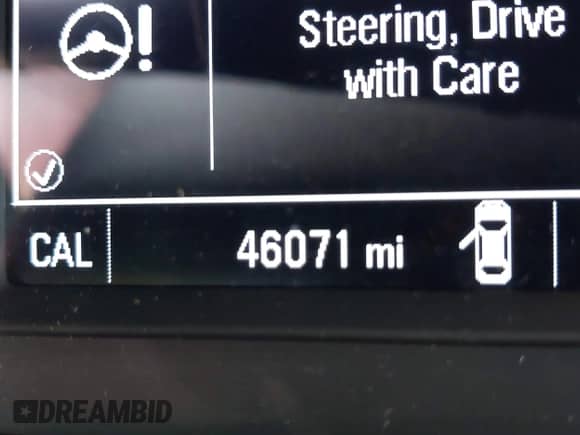 Steering, Drive
with Care
CAL
46071 mi
DREAMBID